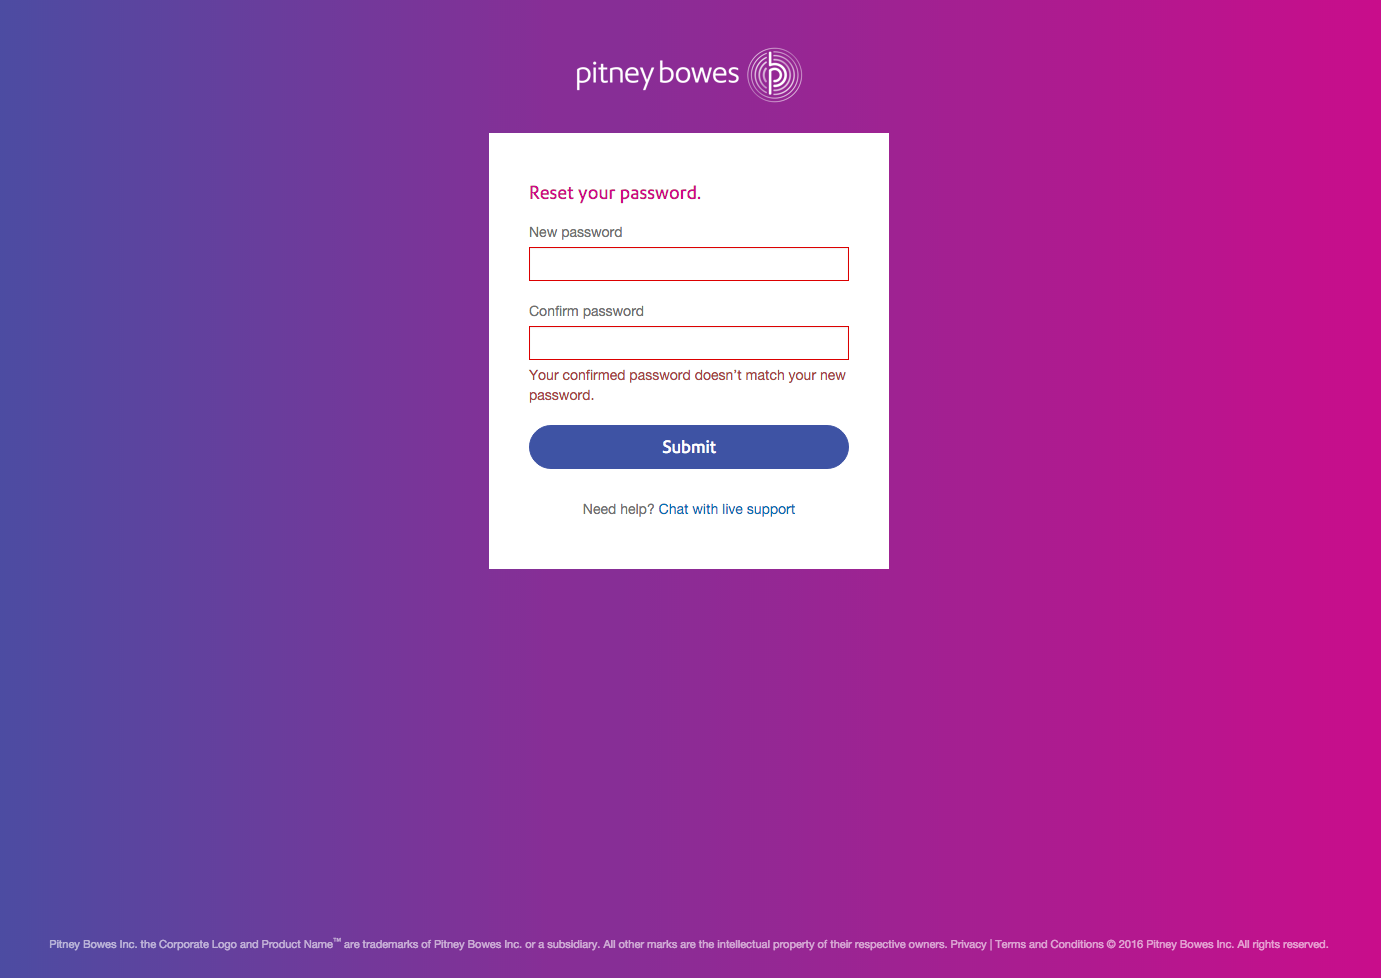 pitney bowes
Reset your password.
New password
Confirm password
Your confirmed password doesn’t match your new
password.
Submit
Need help? Chat with live support
Pitney Bowes Inc. the Corporate Logo and Product Name™ are trademarks of Pitney Bowes Inc. or a subsidiary. All other marks are the intellectual property of their respective owners. Privacy | Terms and Conditions © 2016 Pitney Bowes Inc. All rights reserved.